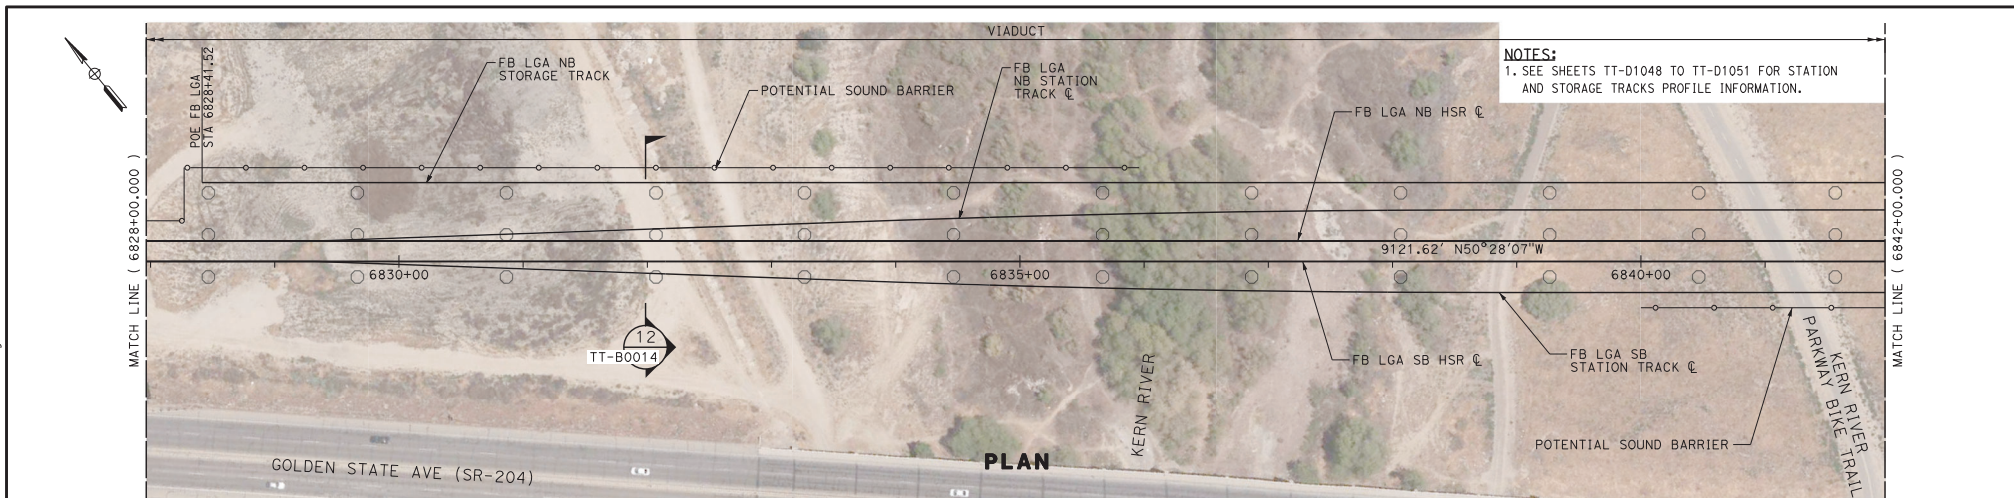 VIADUCT
NOTES:
1. SEE SHEETS TT-D1048 TO TT-D1051 FOR STATION
AND STORAGE TRACKS PROFILE INFORMATION.
POE FB LGA
STA 6828+41.52
FB LGA NB
STORAGE TRACK
POTENTIAL SOUND BARRIER
FB LGA
NB STATION
TRACK ℄
FB LGA NB HSR ℄
MATCH LINE ( 6828+00.000 )
MATCH LINE ( 6842+00.000 )
9121.62' N50°28'07"W
6830+00
6835+00
6840+00
12
TT-B0014
FB LGA SB HSR ℄
FB LGA SB
STATION TRACK ℄
KERN RIVER
KERN RIVER
PARKWAY BIKE TRAIL
POTENTIAL SOUND BARRIER
PLAN
GOLDEN STATE AVE (SR-204)